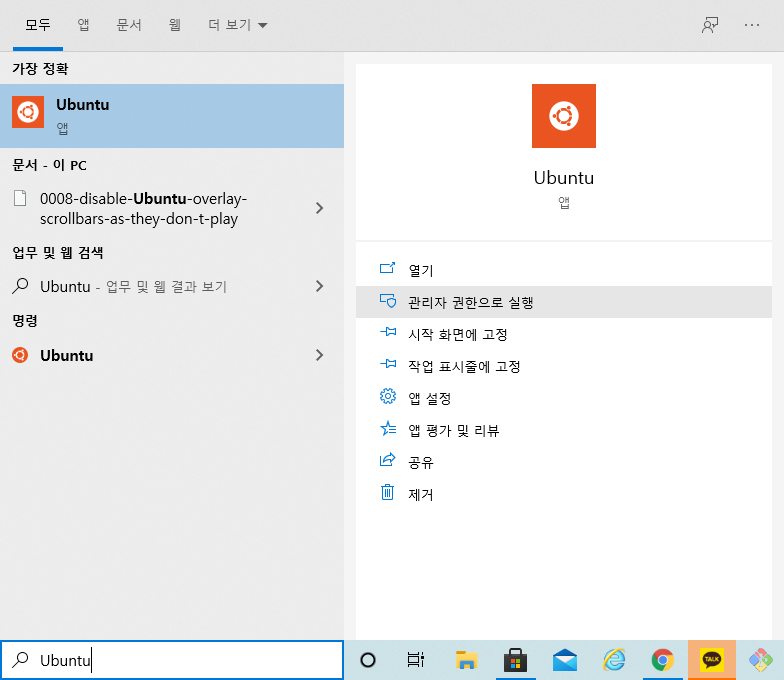 모두 앱 문서 웹 더 보기
가장 정확
Ubuntu
앱
문서 - 이 PC
0008-disable-Ubuntu-overlay-
scrollbars-as-they-don-t-play
업무 및 웹 검색
Ubuntu - 업무 및 웹 결과 보기
명령
Ubuntu
Ubuntu
앱
열기
관리자 권한으로 실행
시작 화면에 고정
작업 표시줄에 고정
앱 설정
앱 평가 및 리뷰
공유
제거
Ubuntu
TALK